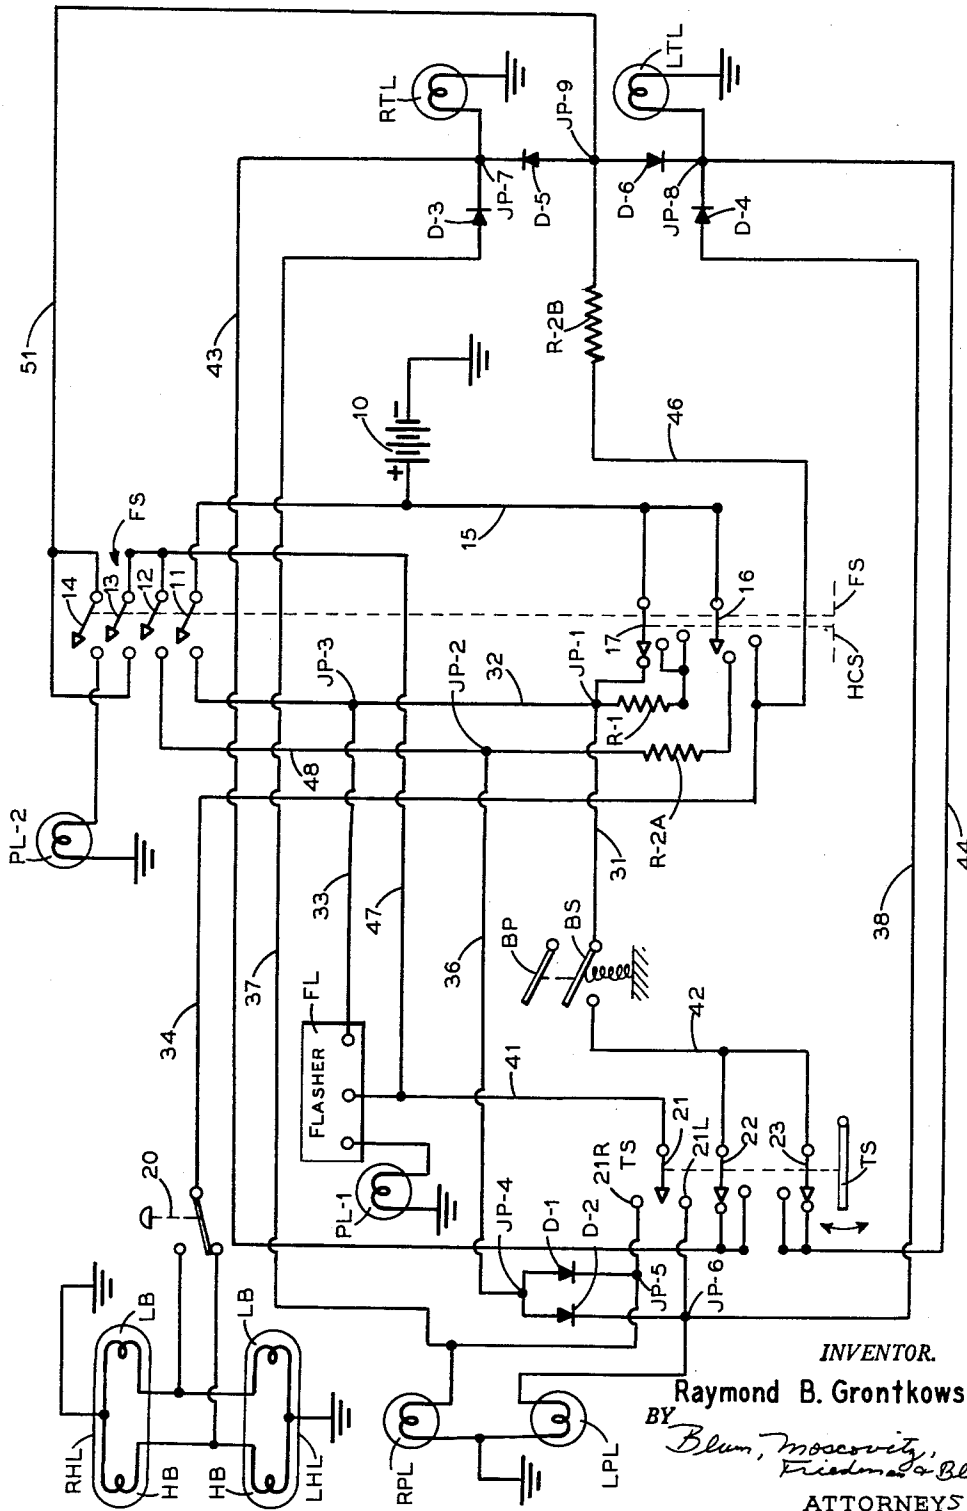 51
43
RTL
LTL
JP-9
JP-7
D-3
D-5
D-6
JP-8
D-4
R-2B
10
+
-
46
FS
14
13
12
11
15
16
17
FS
HCS
PL-2
JP-3
JP-2
JP-1
32
R-1
48
R-2A
31
33
47
36
34
37
FLASHER
FL
BP
BS
38
44
42
41
20
PL-1
JP-4
21R
TS
21
21L
22
23
TS
D-1
D-2
JP-5
JP-6
RHL
LB
LB
HB
HB
LHL
RPL
LPL
INVENTOR.
Raymond B. Grontkows
BY
Blum, Moscovitz,
Friedman & Bl
ATTORNEYS